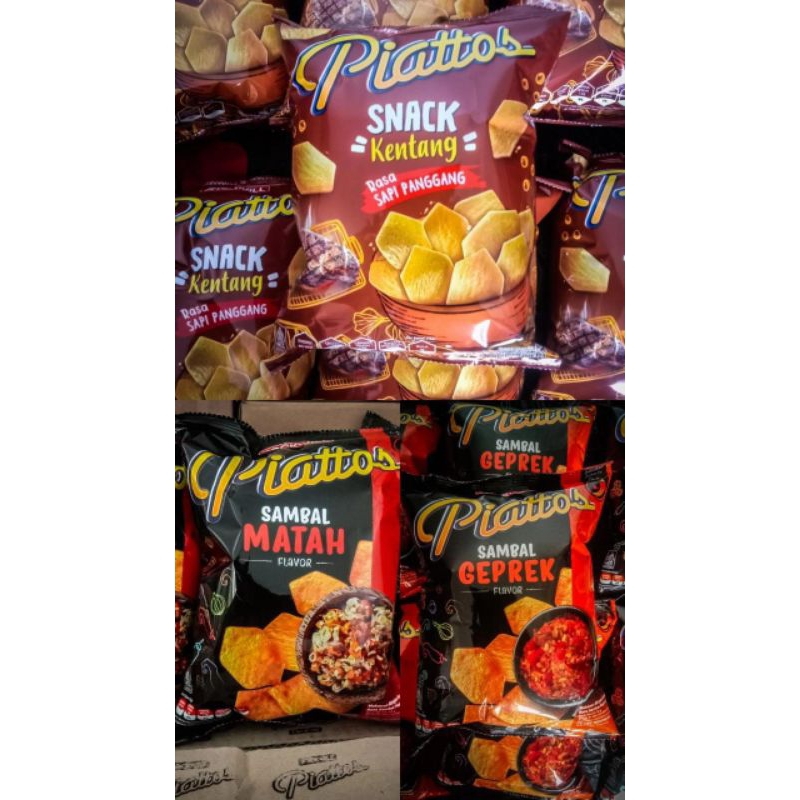 Piattos
SNACK
Kentang
Rasa
SAPI PANGGANG
Piattos
SNACK
Kentang
Rasa
SAPI PANGGANG
Piattos
SAMBAL
MATAH
FLAVOR
Piattos
SAMBAL
GEPREK
Piattos
SAMBAL
GEPREK
FLAVOR
Piattos
Piattos